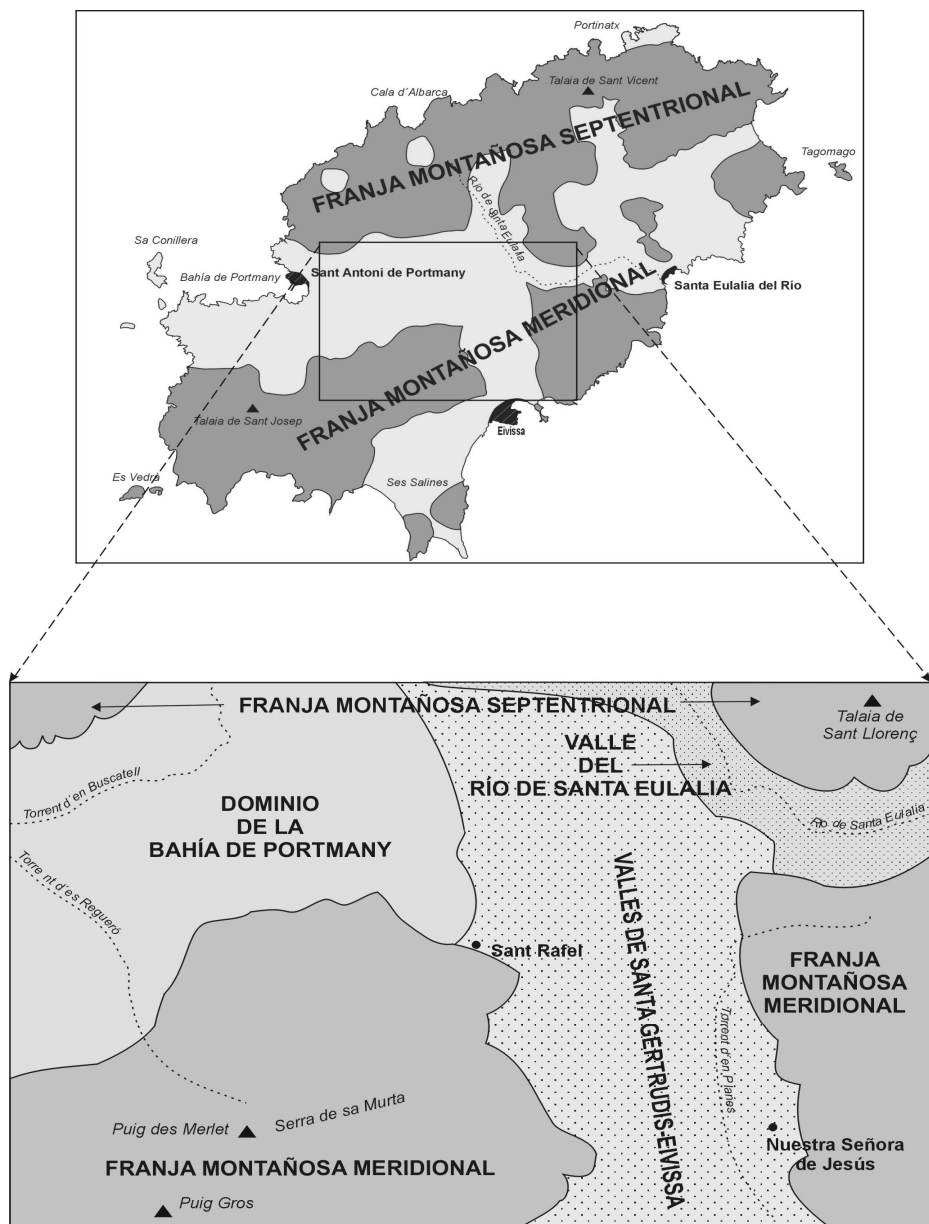 Portinatx
Talaia de Sant Vicent
Cala d´Albarca
FRANJA MONTAÑOSA SEPTENTRIONAL
Tagomago
Río de Santa Eulalia
Sa Conillera
Bahía de Portmany
Sant Antoni de Portmany
Santa Eulalia del Río
FRANJA MONTAÑOSA MERIDIONAL
Talaia de Sant Josep
Eivissa
Es Vedrá
Ses Salines
FRANJA MONTAÑOSA SEPTENTRIONAL
Talaia de
Sant Llorenç
VALLE
DEL
RÍO DE SANTA EULALIA
Torrent d´en Buscatell
DOMINIO
DE LA
BAHÍA DE PORTMANY
Río de Santa Eulalia
Torre nt d'es Regueró
VALLES DE SANTA GERTRUDIS-EIVISSA
Sant Rafel
FRANJA
MONTAÑOSA
MERIDIONAL
Torrent d'en Planes
Serra de sa Murta
Puig des Merlet
Nuestra Señora
de Jesús
FRANJA MONTAÑOSA MERIDIONAL
Puig Gros